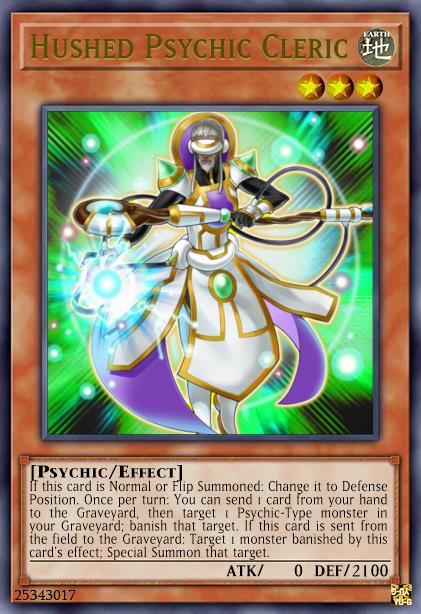 Hushed Psychic Cleric
EARTH
地
[Psychic/Effect]
If this card is Normal or Flip Summoned: Change it to Defense
Position. Once per turn: You can send 1 card from your hand
to the Graveyard, then target 1 Psychic-Type monster in
your Graveyard; banish that target. If this card is sent from
the field to the Graveyard: Target 1 monster banished by this
card's effect; Special Summon that target.
ATK/ 0 DEF/2100
25343017